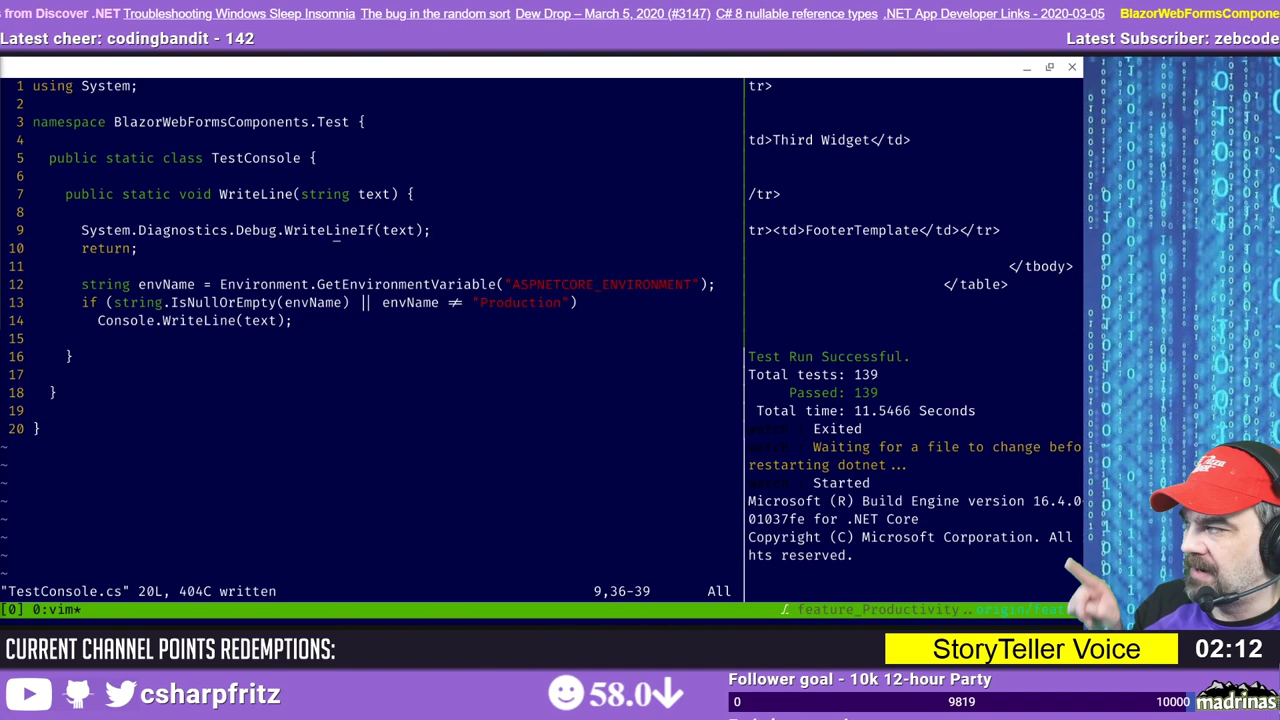 s from Discover .NET Troubleshooting Windows Sleep Insomnia The bug in the random sort Dew Drop – March 5, 2020 (#3147) C# 8 nullable reference types .NET App Developer Links - 2020-03-05 BlazorWebFormsCompone
Latest cheer: codingbandit - 142
Latest Subscriber: zebcode
1 using System;
2
3 namespace BlazorWebFormsComponents.Test {
4
5 public static class TestConsole {
6
7 public static void WriteLine(string text) {
8
9 System.Diagnostics.Debug.WriteLineIf(text);
10 return;
11
12 string envName = Environment.GetEnvironmentVariable("ASPNETCORE_ENVIRONMENT");
13 if (string.IsNullOrEmpty(envName) || envName ≠ "Production")
14 Console.WriteLine(text);
15
16 }
17
18 }
19
20 }
~
~
~
~
~
~
~
~
"TestConsole.cs" 20L, 404C written 9,36-39 All
tr>
td>Third Widget</td>
/tr>
tr><td>FooterTemplate</td></tr>
</tbody>
</table>
Test Run Successful.
Total tests: 139
Passed: 139
Total time: 11.5466 Seconds
watch : Exited
watch : Waiting for a file to change befo
restarting dotnet...
watch : Started
Microsoft (R) Build Engine version 16.4.0
01037fe for .NET Core
Copyright (C) Microsoft Corporation. All
hts reserved.
[0] 0:vim* feature_Productivity..origin/feat
CURRENT CHANNEL POINTS REDEMPTIONS:
StoryTeller Voice 02:12
csharpfritz
58.0
Follower goal - 10k 12-hour Party
0 9819 10000
madrinas